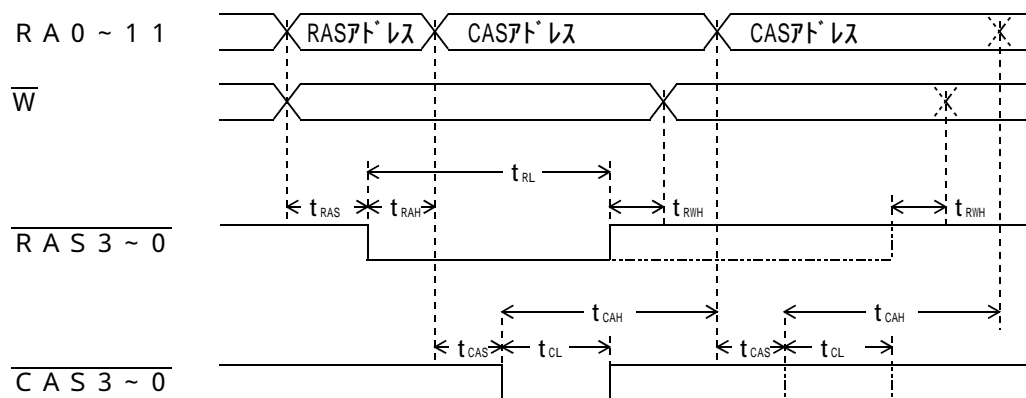 RA0~11 RASアドレス CASアドレス CASアドレス
W
tRL
tRAS tRAH tRWH tRWH
RAS3~0
tCAH tCAH
tCAS tCL tCAS tCL
CAS3~0